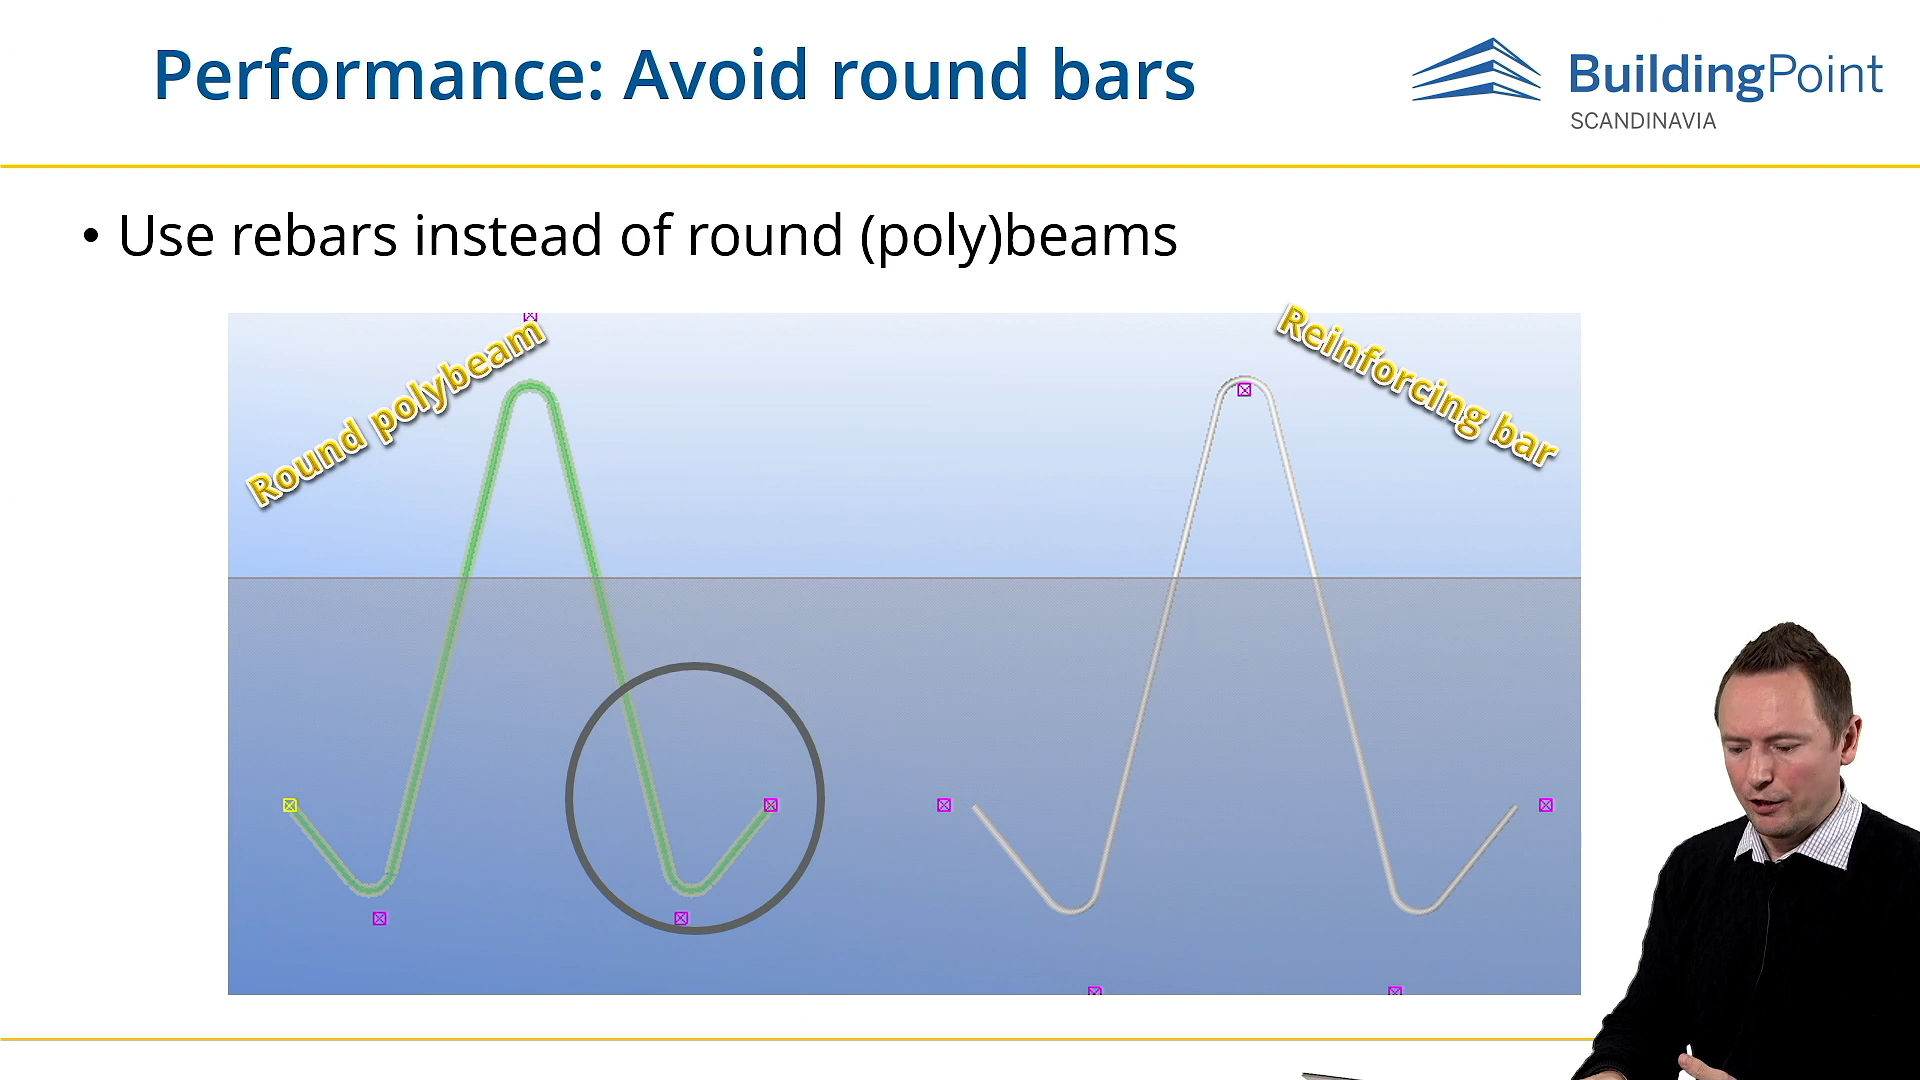 Performance: Avoid round bars
BuildingPoint
SCANDINAVIA
• Use rebars instead of round (poly)beams
Round polybeam
Reinforcing bar